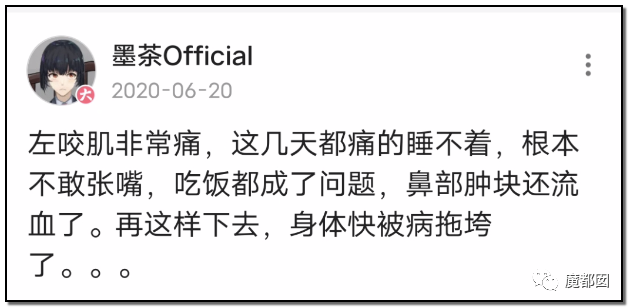 墨茶Official
2020-06-20
左咬肌非常痛，这几天都痛的睡不着，根本
不敢张嘴，吃饭都成了问题，鼻部肿块还流
血了。再这样下去，身体快被病拖垮
了。。。
大
魔都囡